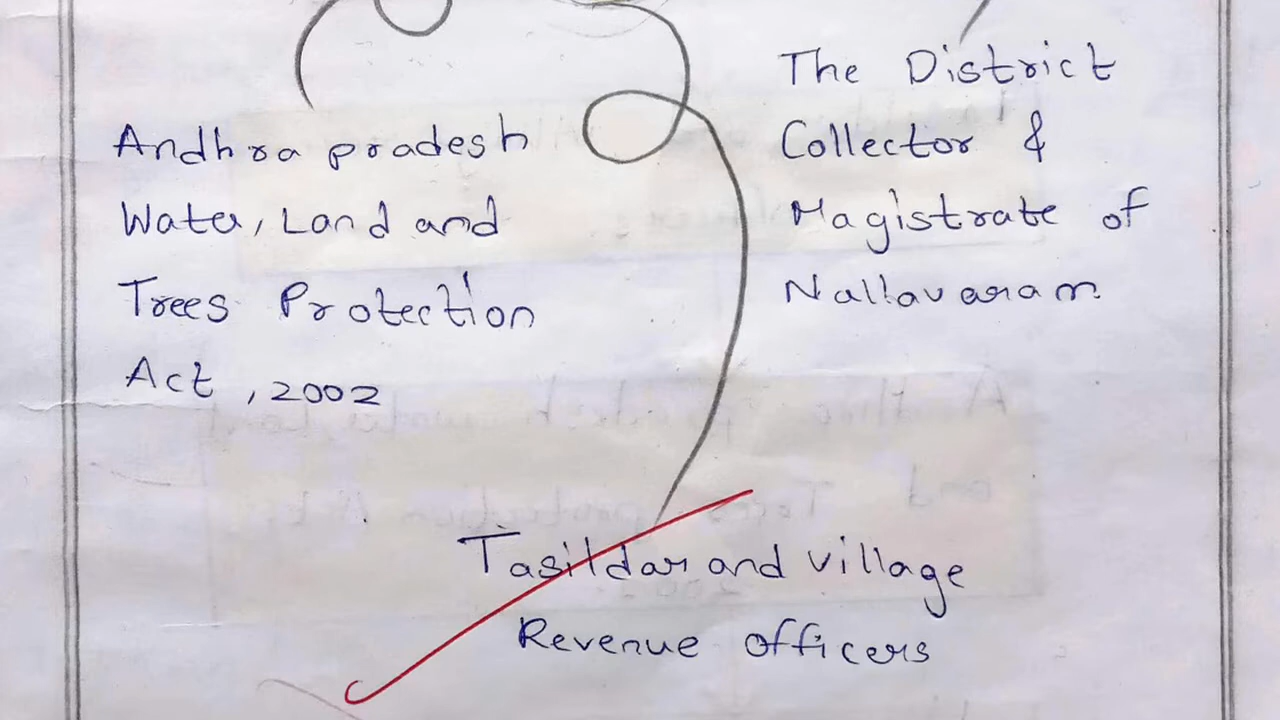 Andhra pradesh
Water, Land and
Trees Protection
Act, 2002
The District
Collector &
Magistrate of
Nallavaram
Tasildar and village
Revenue officers